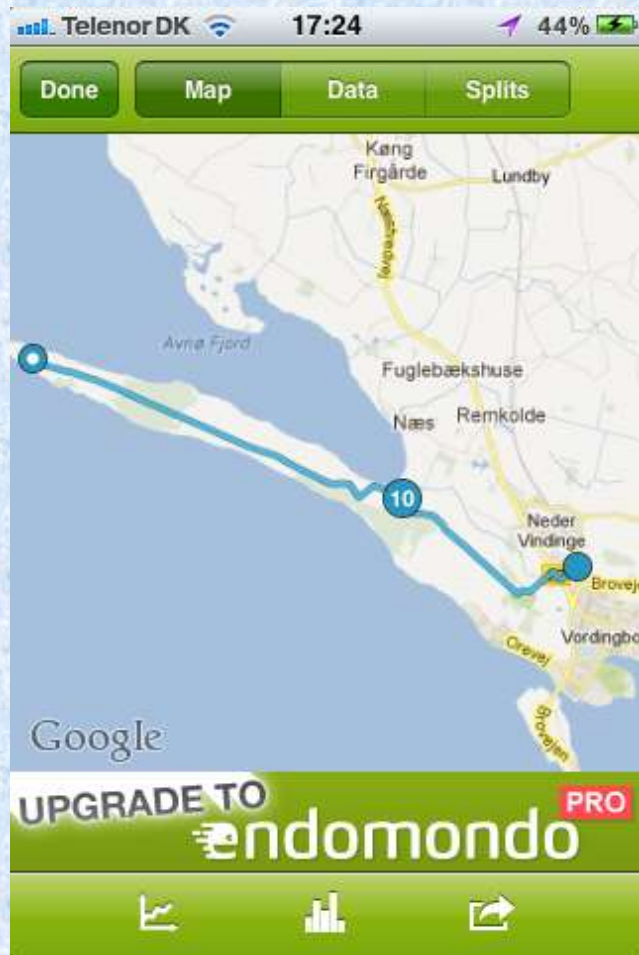 Telenor DK 17:24 44%
Done Map Data Splits
Køng
Firgårde
Lundby
Næstvedvej
Avnø Fjord
Fuglebækshuse
Næs
Remkolde
10
Neder
Vindinge
Brovej
Vordingbo
Orevej
Brovejen
Google
UPGRADE TO
endomondo PRO